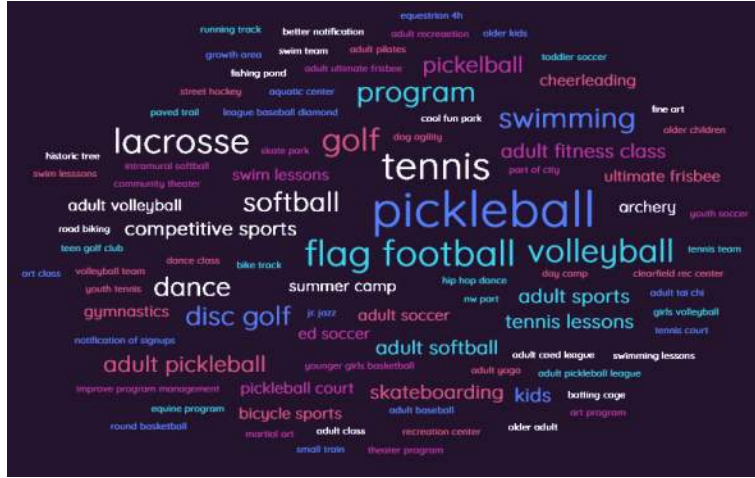 equestrian 4h
running track
better notification
adult recreaetion
older kids
growth area
swim team
adult pilates
toddler soccer
fishing pond
adult ultimate frisbee
pickelball
cheerleading
street hockey
aquatic center
program
paved trail
league baseball diamond
swimming
fine art
cool fun park
older children
lacrosse
golf
dog agility
historic tree
skate park
tennis
adult fitness class
intramural softball
part of city
swim lesssons
swim lessons
ultimate frisbee
community theater
adult volleyball
softball
pickleball
archery
youth soccer
road biking
competitive sports
teen golf club
dance class
flag football
volleyball
tennis team
art class
volleyball team
bike track
hip hop dance
day camp
clearfield rec center
youth tennis
dance
summer camp
adult sports
adult tai chi
gymnastics
disc golf
jr. jazz
adult soccer
nw part
girls volleyball
tennis lessons
tennis court
notification of signups
ed soccer
adult softball
adult coed league
swimming lessons
adult pickleball
younger girls basketball
adult yoga
adult pickleball league
improve program management
pickleball court
skateboarding
kids
batting cage
equine program
bicycle sports
adult baseball
art program
round basketball
martial art
adult class
recreation center
older adult
small train
theater program